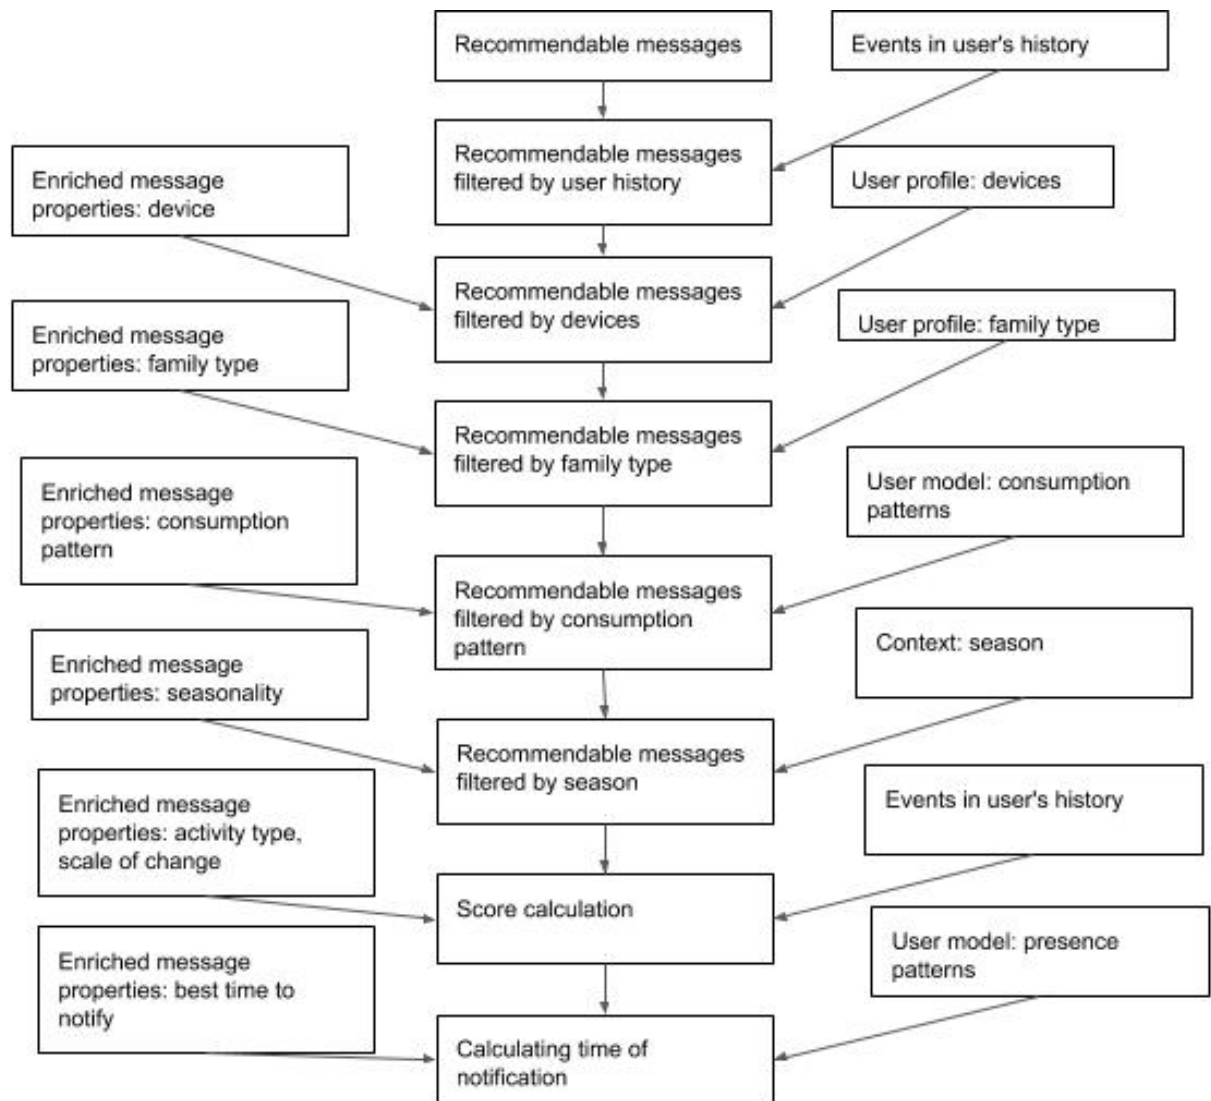 Recommendable messages
Events in user's history
Recommendable messages
filtered by user history
Enriched message
properties: device
User profile: devices
Recommendable messages
filtered by devices
Enriched message
properties: family type
User profile: family type
Recommendable messages
filtered by family type
Enriched message
properties: consumption
pattern
User model: consumption
patterns
Recommendable messages
filtered by consumption
pattern
Enriched message
properties: seasonality
Context: season
Recommendable messages
filtered by season
Enriched message
properties: activity type,
scale of change
Events in user's history
Score calculation
Enriched message
properties: best time to
notify
User model: presence
patterns
Calculating time of
notification